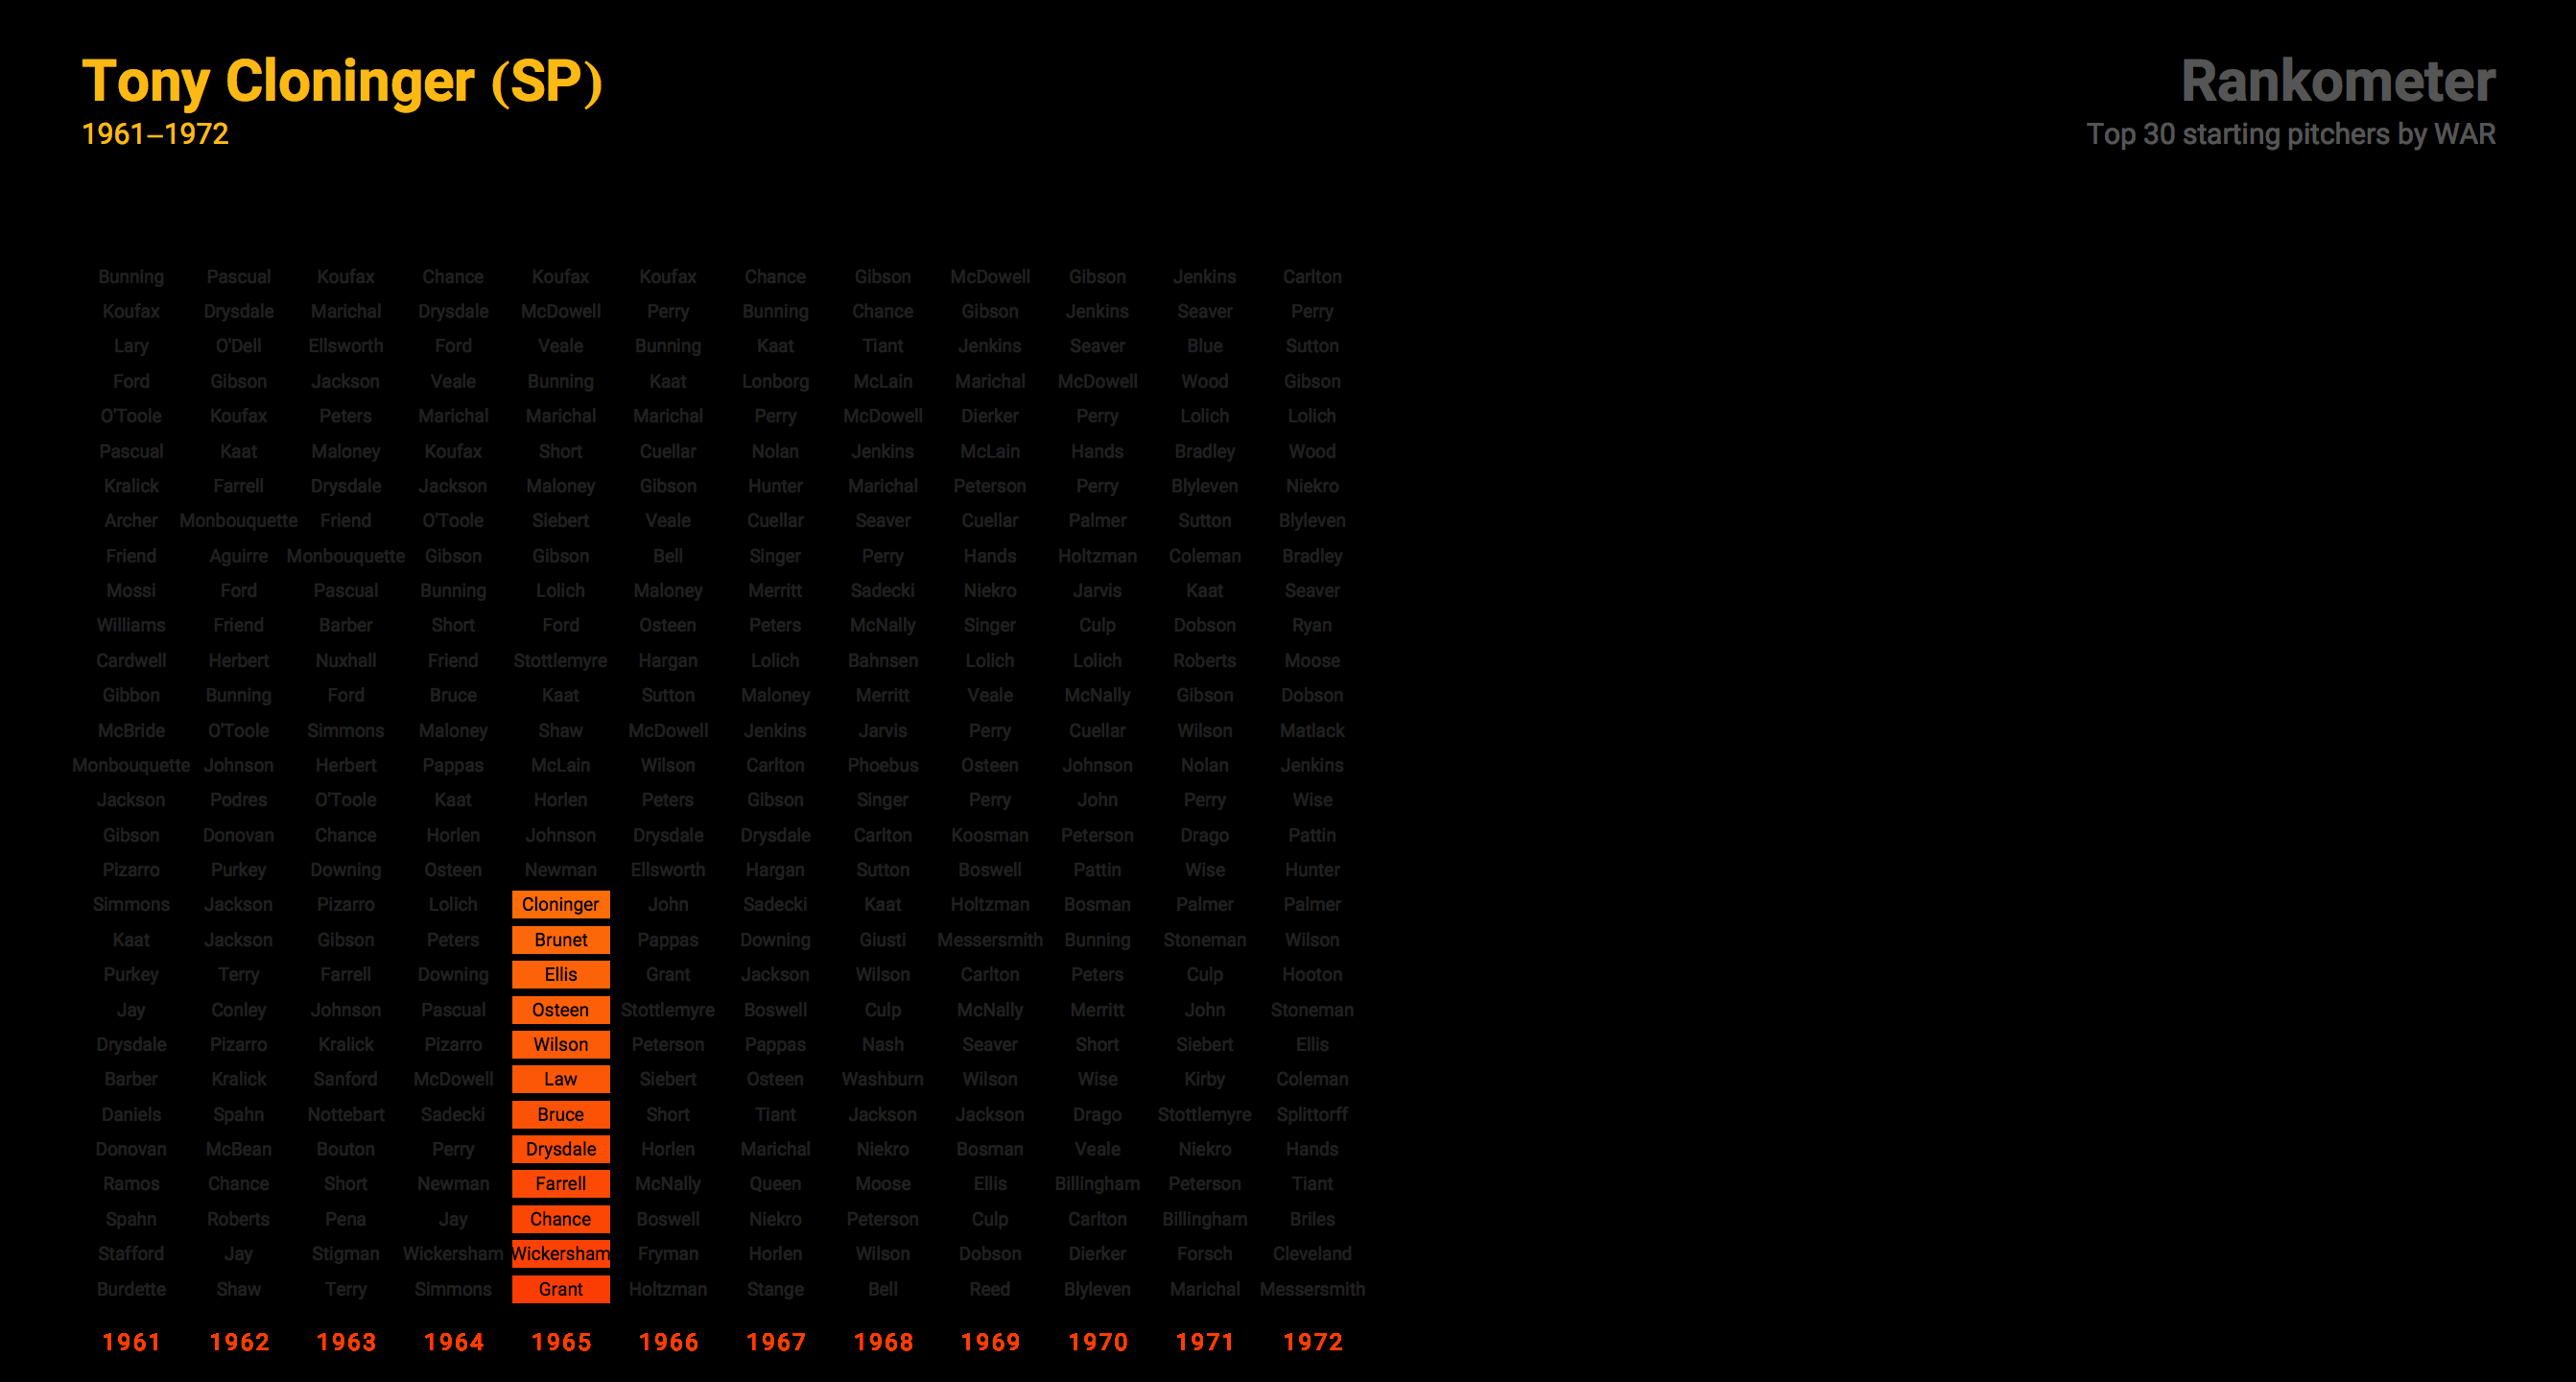 Tony Cloninger (SP)
1961–1972
Rankometer
Top 30 starting pitchers by WAR
Bunning Pascual Koufax Chance Koufax Koufax Chance Gibson McDowell Gibson Jenkins Carlton
Koufax Drysdale Marichal Drysdale McDowell Perry Bunning Chance Gibson Jenkins Seaver Perry
Lary O'Dell Ellsworth Ford Veale Bunning Kaat Tiant Jenkins Seaver Blue Sutton
Ford Gibson Jackson Veale Bunning Kaat Lonborg McLain Marichal McDowell Wood Gibson
O'Toole Koufax Peters Marichal Marichal Marichal Perry McDowell Dierker Perry Lolich Lolich
Pascual Kaat Maloney Koufax Short Cuellar Nolan Jenkins McLain Hands Bradley Wood
Kralick Farrell Drysdale Jackson Maloney Gibson Hunter Marichal Peterson Perry Blyleven Niekro
Archer Monbouquette Friend O'Toole Siebert Veale Cuellar Seaver Cuellar Palmer Sutton Blyleven
Friend Aguirre Monbouquette Gibson Gibson Bell Singer Perry Hands Holtzman Coleman Bradley
Mossi Ford Pascual Bunning Lolich Maloney Merritt Sadecki Niekro Jarvis Kaat Seaver
Williams Friend Barber Short Ford Osteen Peters McNally Singer Culp Dobson Ryan
Cardwell Herbert Nuxhall Friend Stottlemyre Hargan Lolich Bahnsen Lolich Lolich Roberts Moose
Gibbon Bunning Ford Bruce Kaat Sutton Maloney Merritt Veale McNally Gibson Dobson
McBride O'Toole Simmons Maloney Shaw McDowell Jenkins Jarvis Perry Cuellar Wilson Matlack
Monbouquette Johnson Herbert Pappas McLain Wilson Carlton Phoebus Osteen Johnson Nolan Jenkins
Jackson Podres O'Toole Kaat Horlen Peters Gibson Singer Perry John Perry Wise
Gibson Donovan Chance Horlen Johnson Drysdale Drysdale Carlton Koosman Peterson Drago Pattin
Pizarro Purkey Downing Osteen Newman Ellsworth Hargan Sutton Boswell Pattin Wise Hunter
Simmons Jackson Pizarro Lolich Cloninger John Sadecki Kaat Holtzman Bosman Palmer Palmer
Kaat Jackson Gibson Peters Brunet Pappas Downing Giusti Messersmith Bunning Stoneman Wilson
Purkey Terry Farrell Downing Ellis Grant Jackson Wilson Carlton Peters Culp Hooton
Jay Conley Johnson Pascual Osteen Stottlemyre Boswell Culp McNally Merritt John Stoneman
Drysdale Pizarro Kralick Pizarro Wilson Peterson Pappas Nash Seaver Short Siebert Ellis
Barber Kralick Sanford McDowell Law Siebert Osteen Washburn Wilson Wise Kirby Coleman
Daniels Spahn Nottebart Sadecki Bruce Short Tiant Jackson Jackson Drago Stottlemyre Splittorff
Donovan McBean Bouton Perry Drysdale Horlen Marichal Niekro Bosman Veale Niekro Hands
Ramos Chance Short Newman Farrell McNally Queen Moose Ellis Billingham Peterson Tiant
Spahn Roberts Pena Jay Chance Boswell Niekro Peterson Culp Carlton Billingham Briles
Stafford Jay Stigman Wickersham Wickersham Fryman Horlen Wilson Dobson Dierker Forsch Cleveland
Burdette Shaw Terry Simmons Grant Holtzman Stange Bell Reed Blyleven Marichal Messersmith
1961 1962 1963 1964 1965 1966 1967 1968 1969 1970 1971 1972